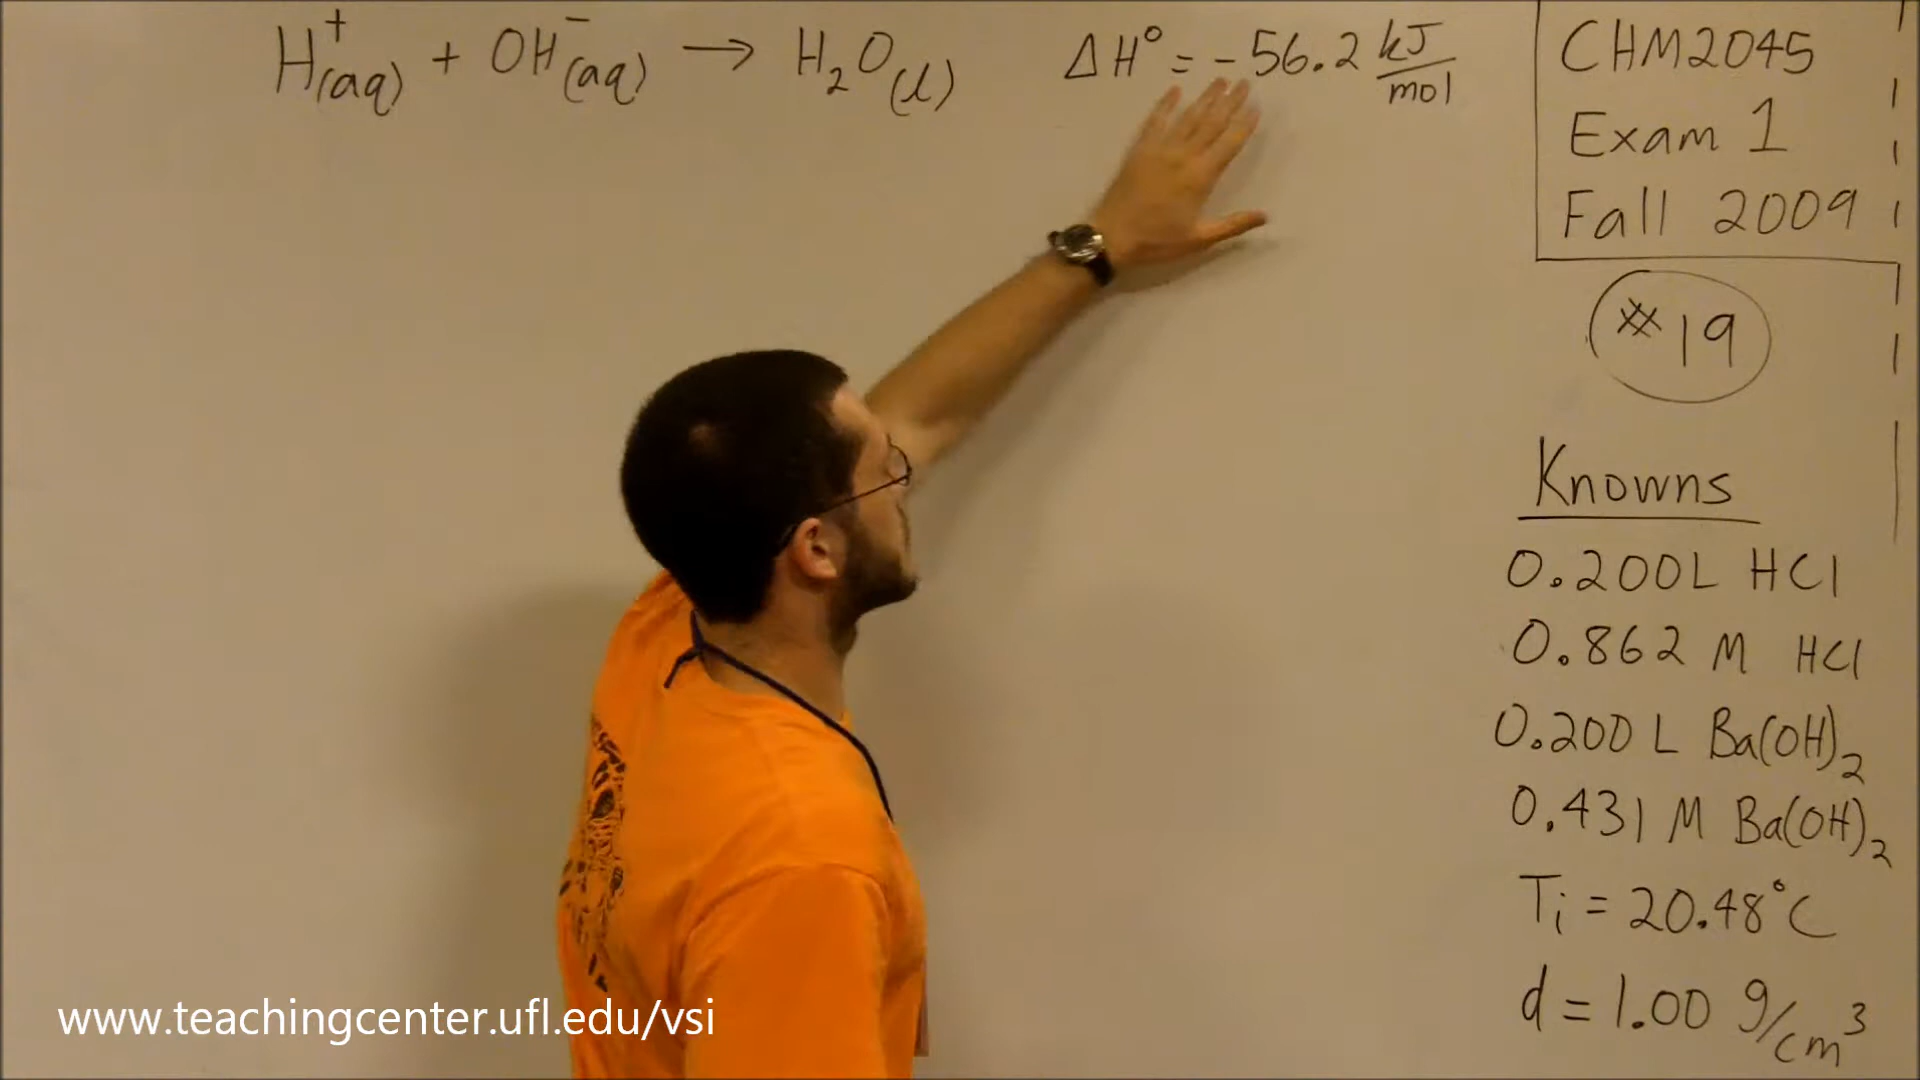 H⁺(aq) + OH⁻(aq) → H₂O(l) ΔH° = -56.2 kJ/mol
CHM2045
Exam 1
Fall 2009
#19
Knowns
0.200L HCl
0.862 M HCl
0.200 L Ba(OH)₂
0.431 M Ba(OH)₂
Ti = 20.48°C
d = 1.00 g/cm³
www.teachingcenter.ufl.edu/vsi